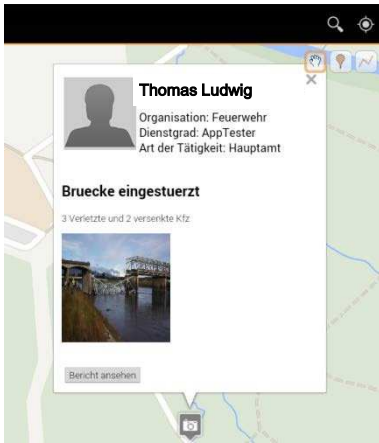 Thomas Ludwig
Organisation: Feuerwehr
Dienstgrad: AppTester
Art der Tätigkeit: Hauptamt
Bruecke eingestuerzt
3 Verletzte und 2 versenkte Kfz
Bericht ansehen